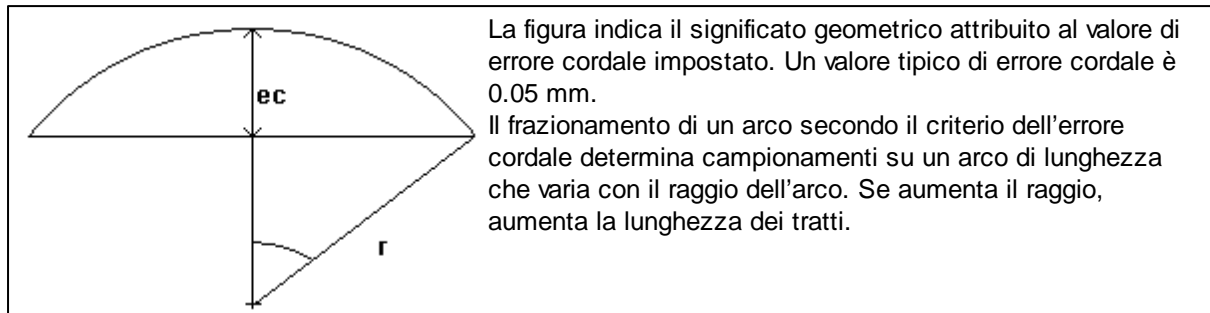 ec
r
La figura indica il significato geometrico attribuito al valore di
errore cordale impostato. Un valore tipico di errore cordale è
0.05 mm.
Il frazionamento di un arco secondo il criterio dell'errore
cordale determina campionamenti su un arco di lunghezza
che varia con il raggio dell'arco. Se aumenta il raggio,
aumenta la lunghezza dei tratti.